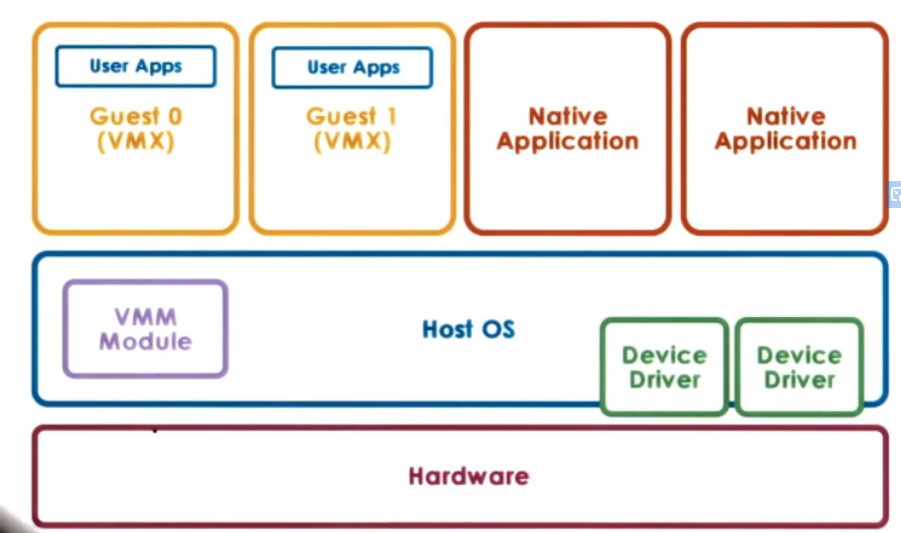 User Apps
Guest 0
(VMX)
User Apps
Guest 1
(VMX)
Native
Application
Native
Application
VMM
Module
Host OS
Device
Driver
Device
Driver
Hardware